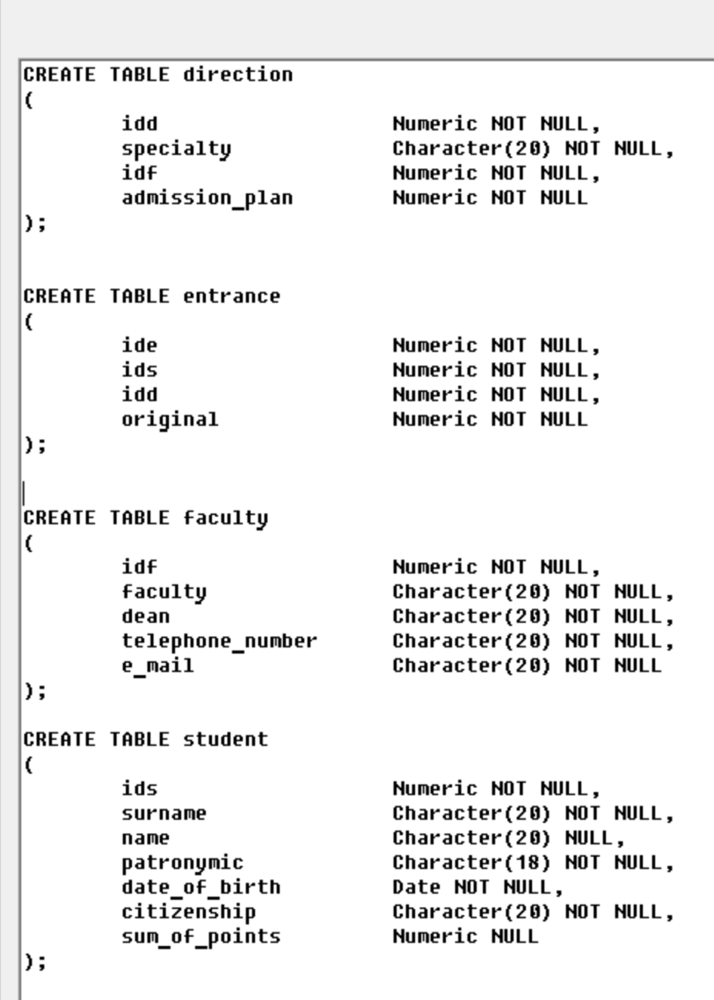 CREATE TABLE direction
(
idd Numeric NOT NULL,
specialty Character(20) NOT NULL,
idf Numeric NOT NULL,
admission_plan Numeric NOT NULL
);
CREATE TABLE entrance
(
ide Numeric NOT NULL,
ids Numeric NOT NULL,
idd Numeric NOT NULL,
original Numeric NOT NULL
);
CREATE TABLE faculty
(
idf Numeric NOT NULL,
faculty Character(20) NOT NULL,
dean Character(20) NOT NULL,
telephone_number Character(20) NOT NULL,
e_mail Character(20) NOT NULL
);
CREATE TABLE student
(
ids Numeric NOT NULL,
surname Character(20) NOT NULL,
name Character(20) NULL,
patronymic Character(18) NOT NULL,
date_of_birth Date NOT NULL,
citizenship Character(20) NOT NULL,
sum_of_points Numeric NULL
);